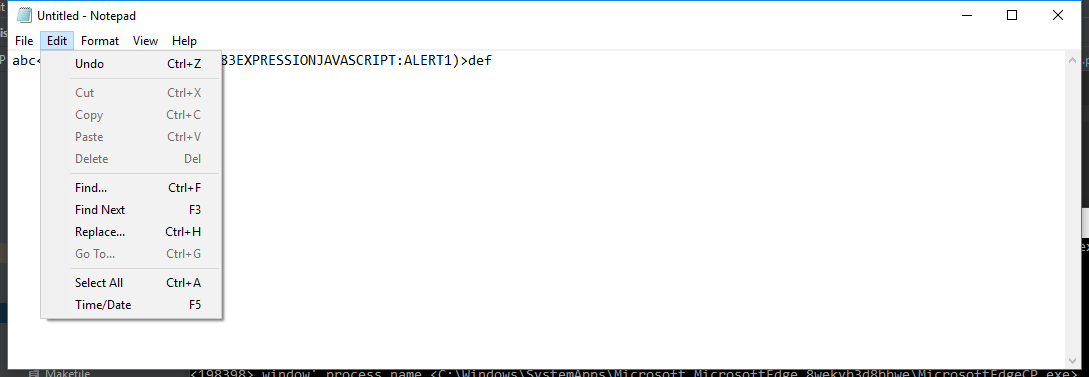 Untitled - Notepad
File Edit Format View Help
abc< 83EXPRESSIONJAVASCRIPT:ALERT1)>def
Undo Ctrl+Z
Cut Ctrl+X
Copy Ctrl+C
Paste Ctrl+V
Delete Del
Find... Ctrl+F
Find Next F3
Replace... Ctrl+H
Go To... Ctrl+G
Select All Ctrl+A
Time/Date F5
Makefile
<198398> window' process name <C:\Windows\SystemApps\Microsoft.MicrosoftEdge_8wekyb3d8bbwe\MicrosoftEdgeCP.exe>